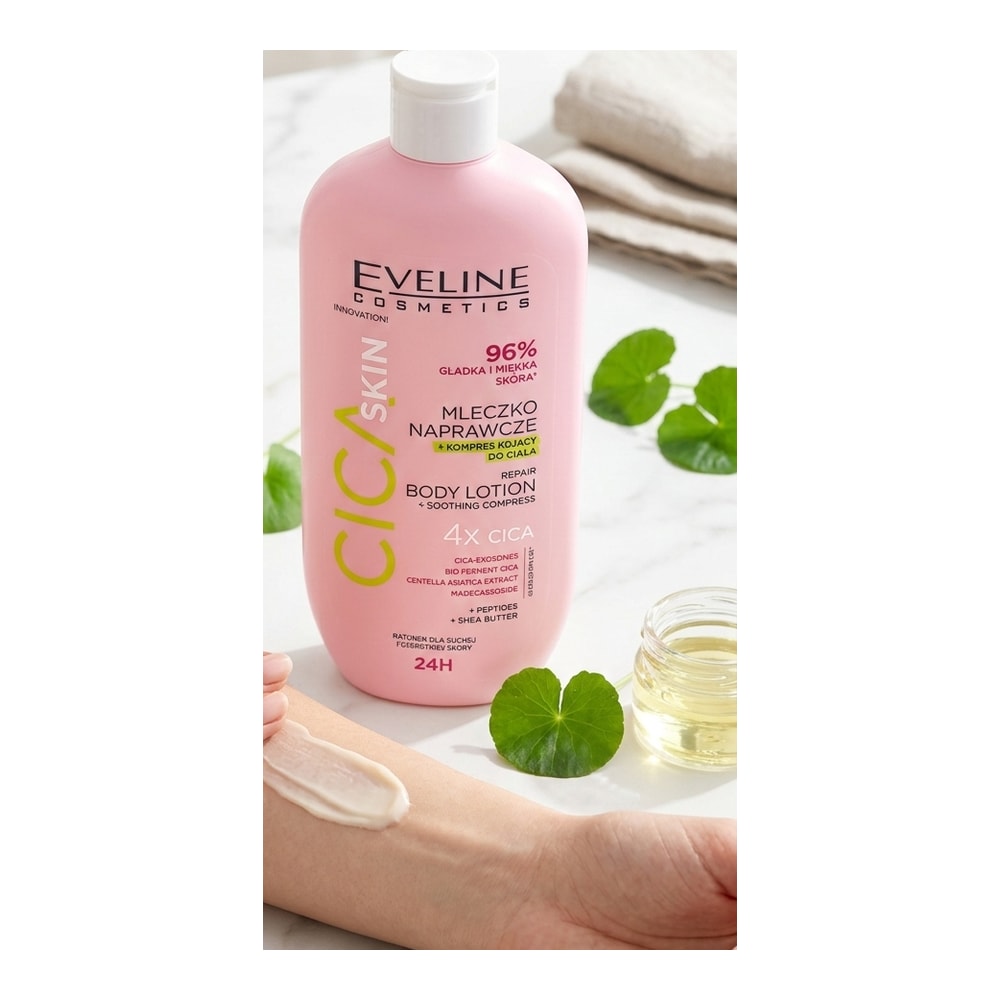 EVELINE
COSMETICS
INNOVATION!
CICA SKIN
96%
GŁADKA I MIĘKKA
SKÓRA*
MLECZKO
NAPRAWCZE
+ KOMPRES KOJĄCY
DO CIAŁA
REPAIR
BODY LOTION
+ SOOTHING COMPRESS
4X CICA
CICA-EXOSOMES
BIO FERMENT CICA
CENTELLA ASIATICA EXTRACT
MADECASSOSIDE
+ PEPTIDES
+ SHEA BUTTER
24H